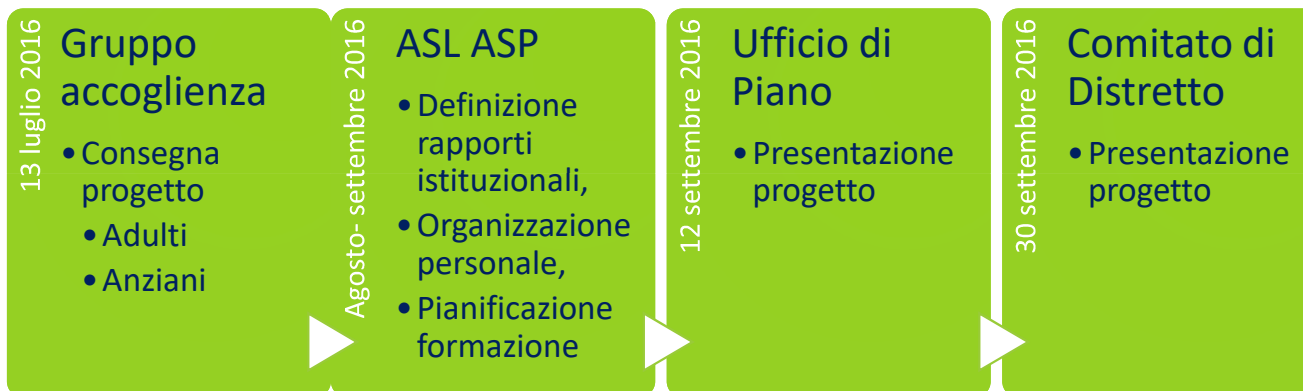 13 luglio 2016
Gruppo
accoglienza
•Consegna
progetto
•Adulti
•Anziani
Agosto- settembre 2016
ASL ASP
•Definizione
rapporti
istituzionali,
•Organizzazione
personale,
•Pianificazione
formazione
12 settembre 2016
Ufficio di
Piano
•Presentazione
progetto
30 settembre 2016
Comitato di
Distretto
•Presentazione
progetto